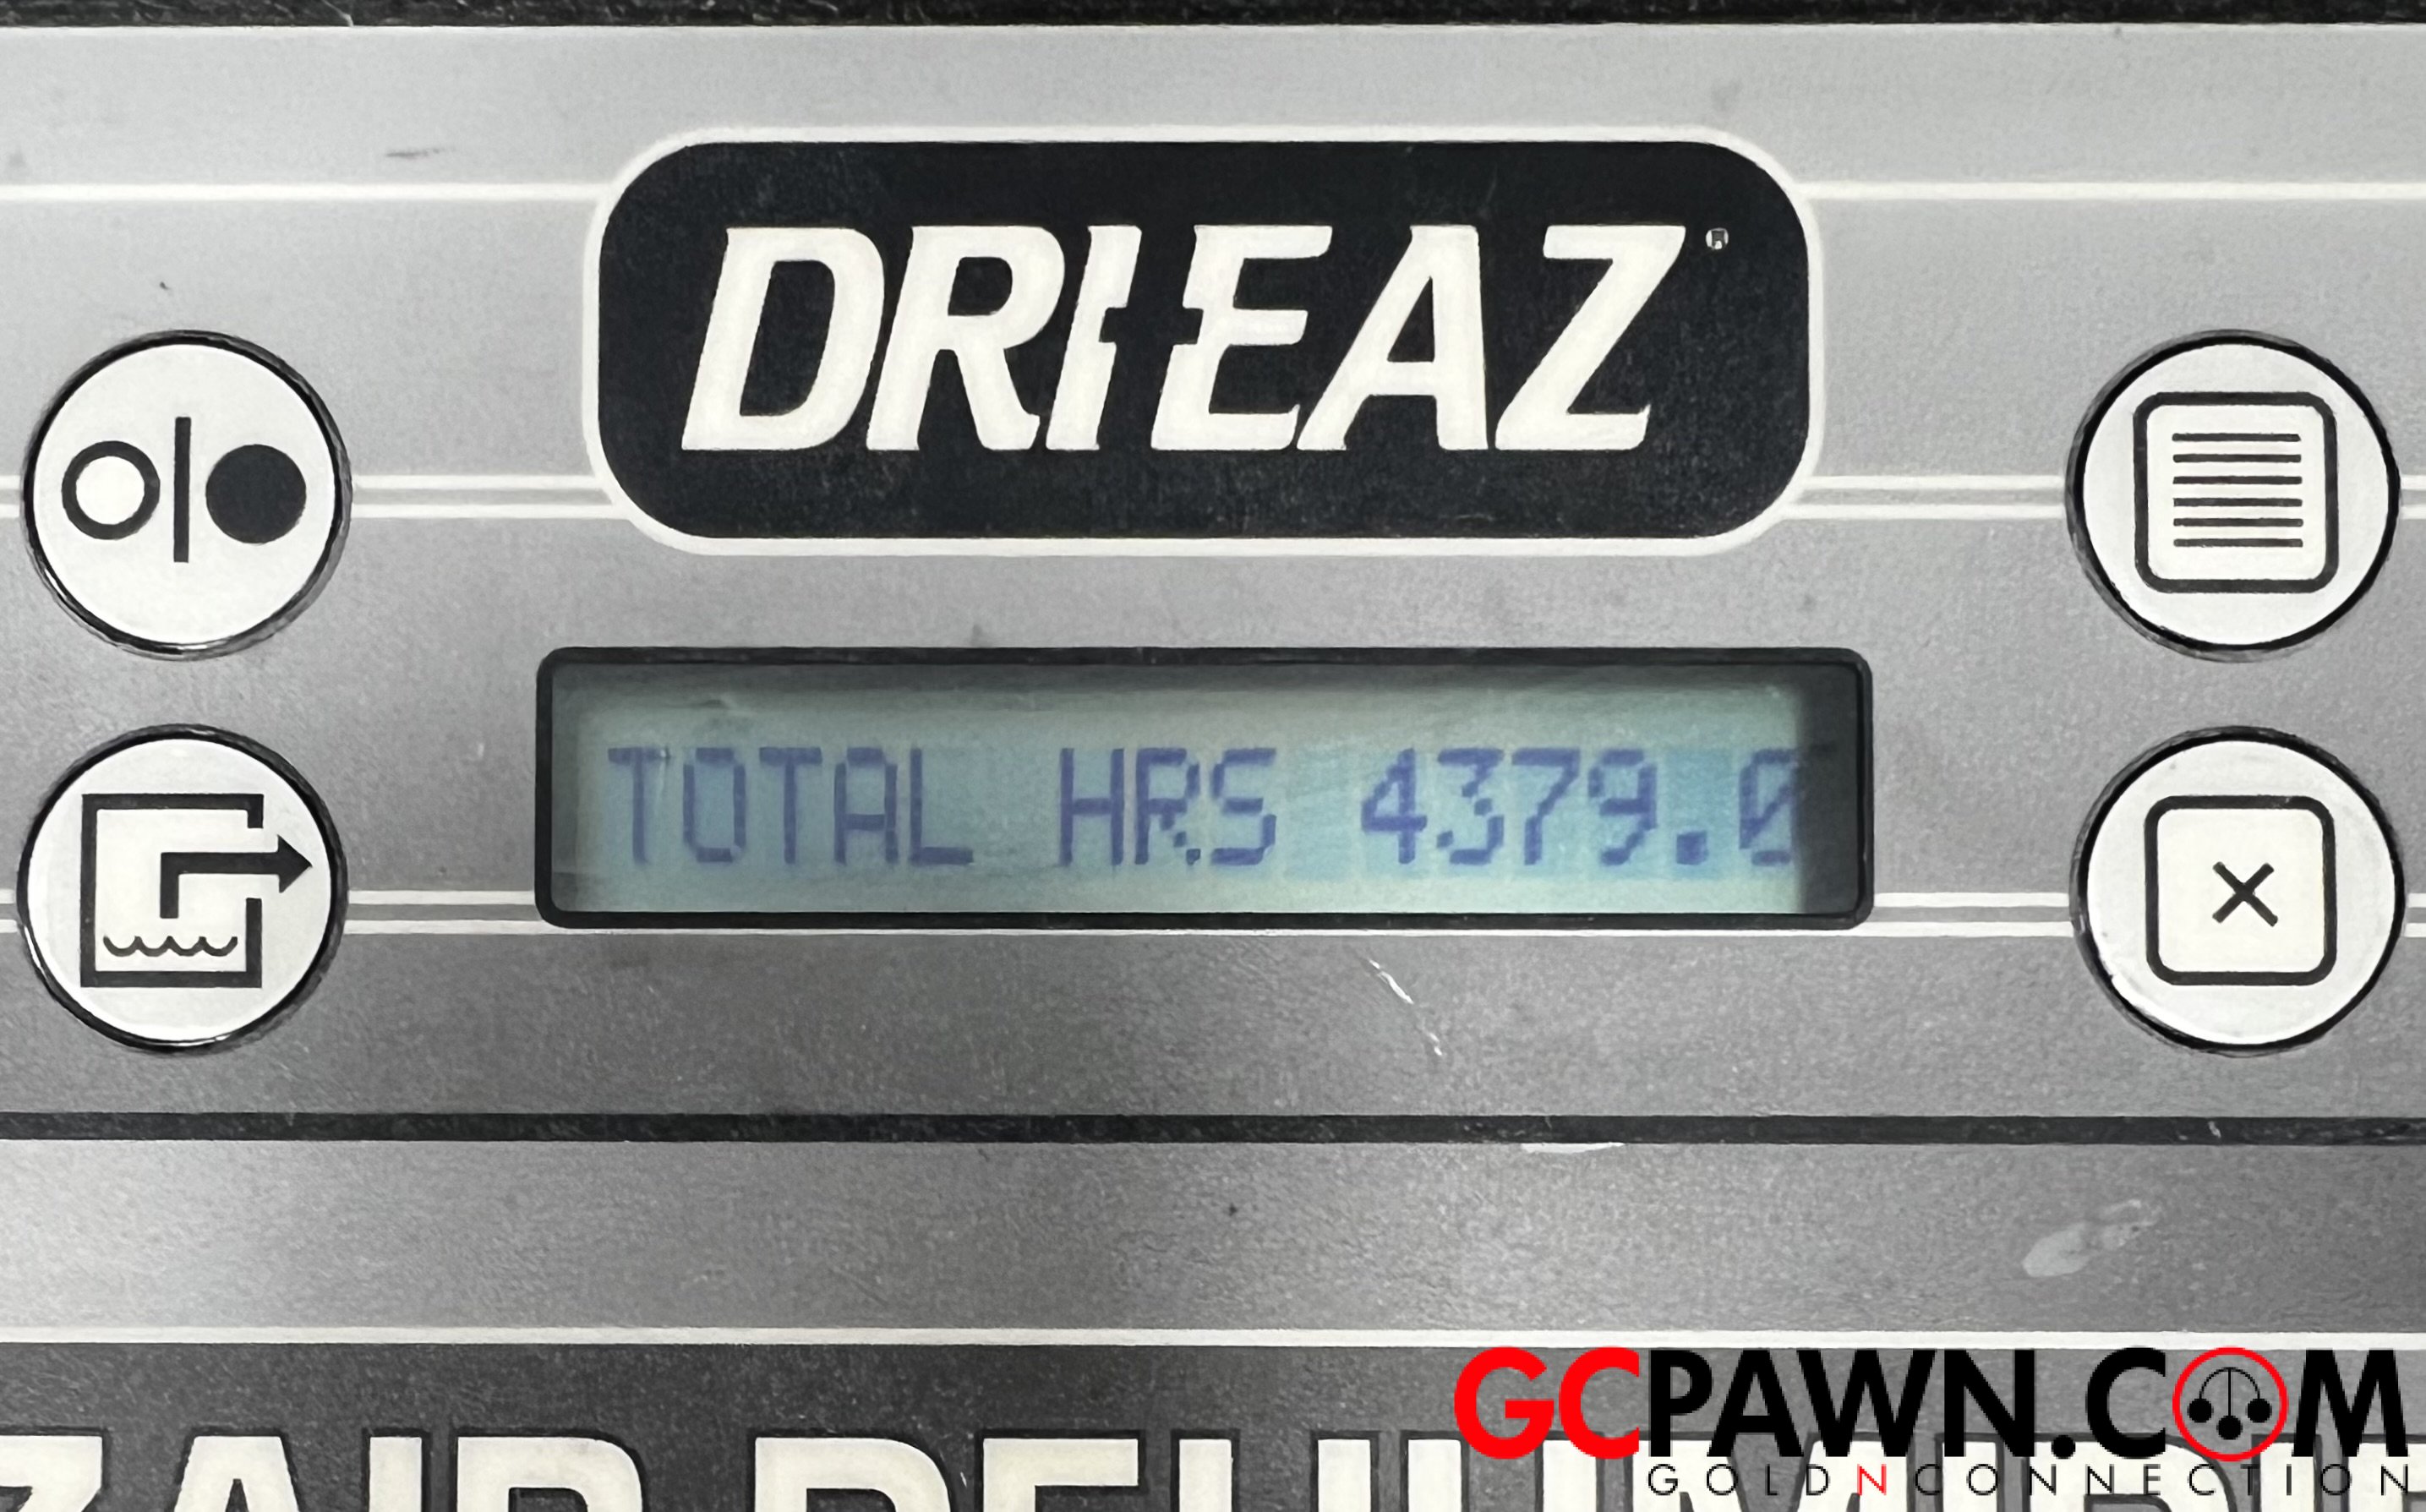 DRI-EAZ®
TOTAL HRS 4379.0
GCPAWN.COM
GOLDNCONNECTION